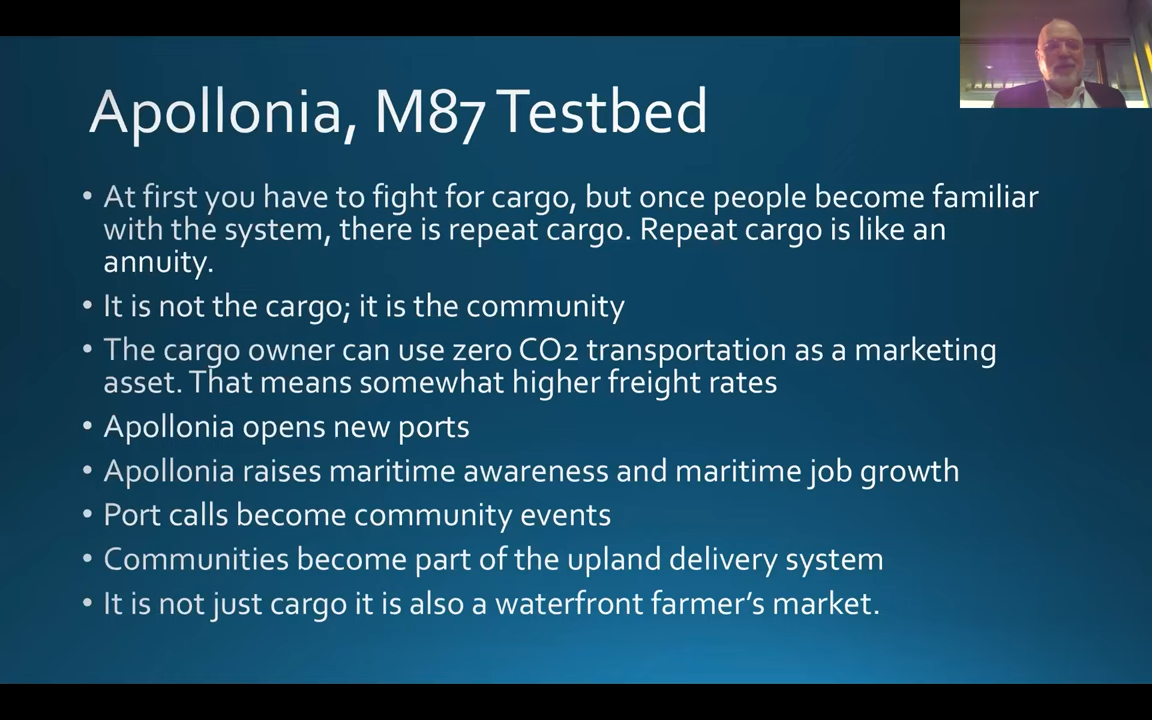 Apollonia, M87 Testbed
• At first you have to fight for cargo, but once people become familiar
with the system, there is repeat cargo. Repeat cargo is like an
annuity.
• It is not the cargo; it is the community
• The cargo owner can use zero CO2 transportation as a marketing
asset. That means somewhat higher freight rates
• Apollonia opens new ports
• Apollonia raises maritime awareness and maritime job growth
• Port calls become community events
• Communities become part of the upland delivery system
• It is not just cargo it is also a waterfront farmer’s market.